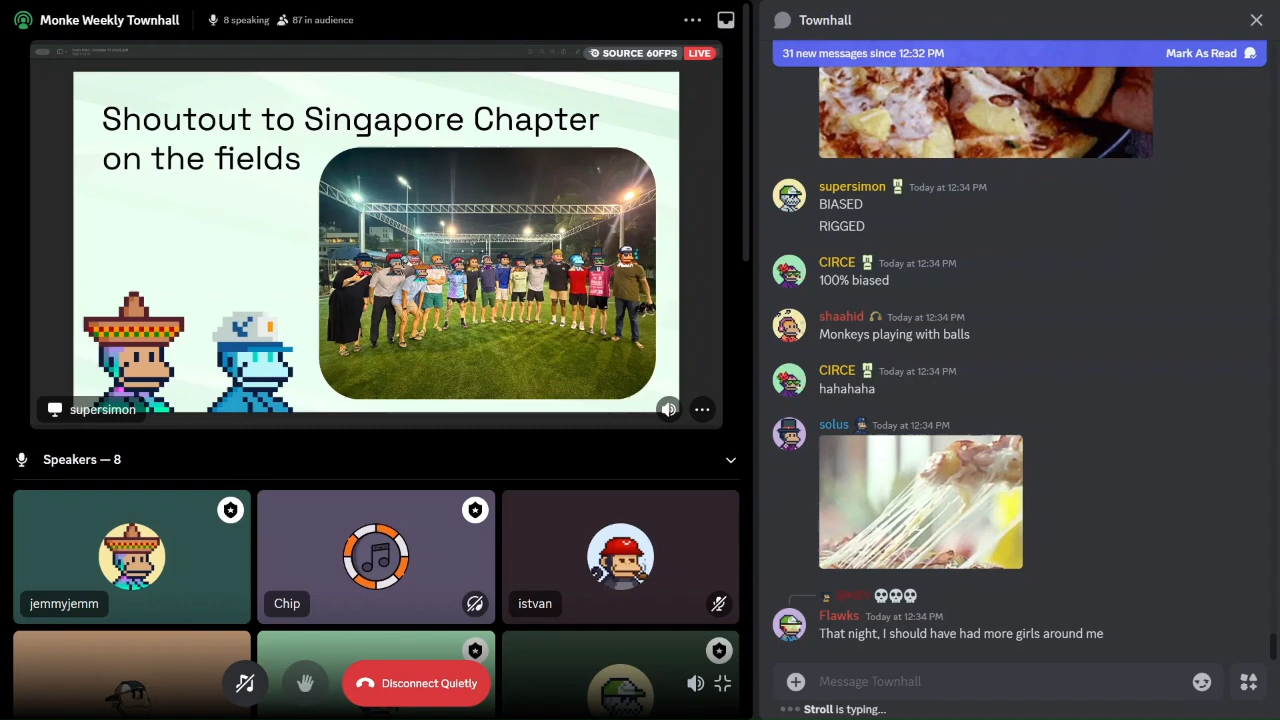 Monke Weekly Townhall
8 speaking
87 in audience
SOURCE 60FPS
LIVE
Shoutout to Singapore Chapter
on the fields
supersimon
Speakers — 8
jemmyjemm
Chip
istvan
Disconnect Quietly
Townhall
31 new messages since 12:32 PM
Mark As Read
supersimon Today at 12:34 PM
BIASED
RIGGED
CIRCE Today at 12:34 PM
100% biased
shaahid Today at 12:34 PM
Monkeys playing with balls
CIRCE Today at 12:34 PM
hahahaha
solus Today at 12:34 PM
Flawks Today at 12:34 PM
That night, I should have had more girls around me
Message Townhall
Stroll is typing...